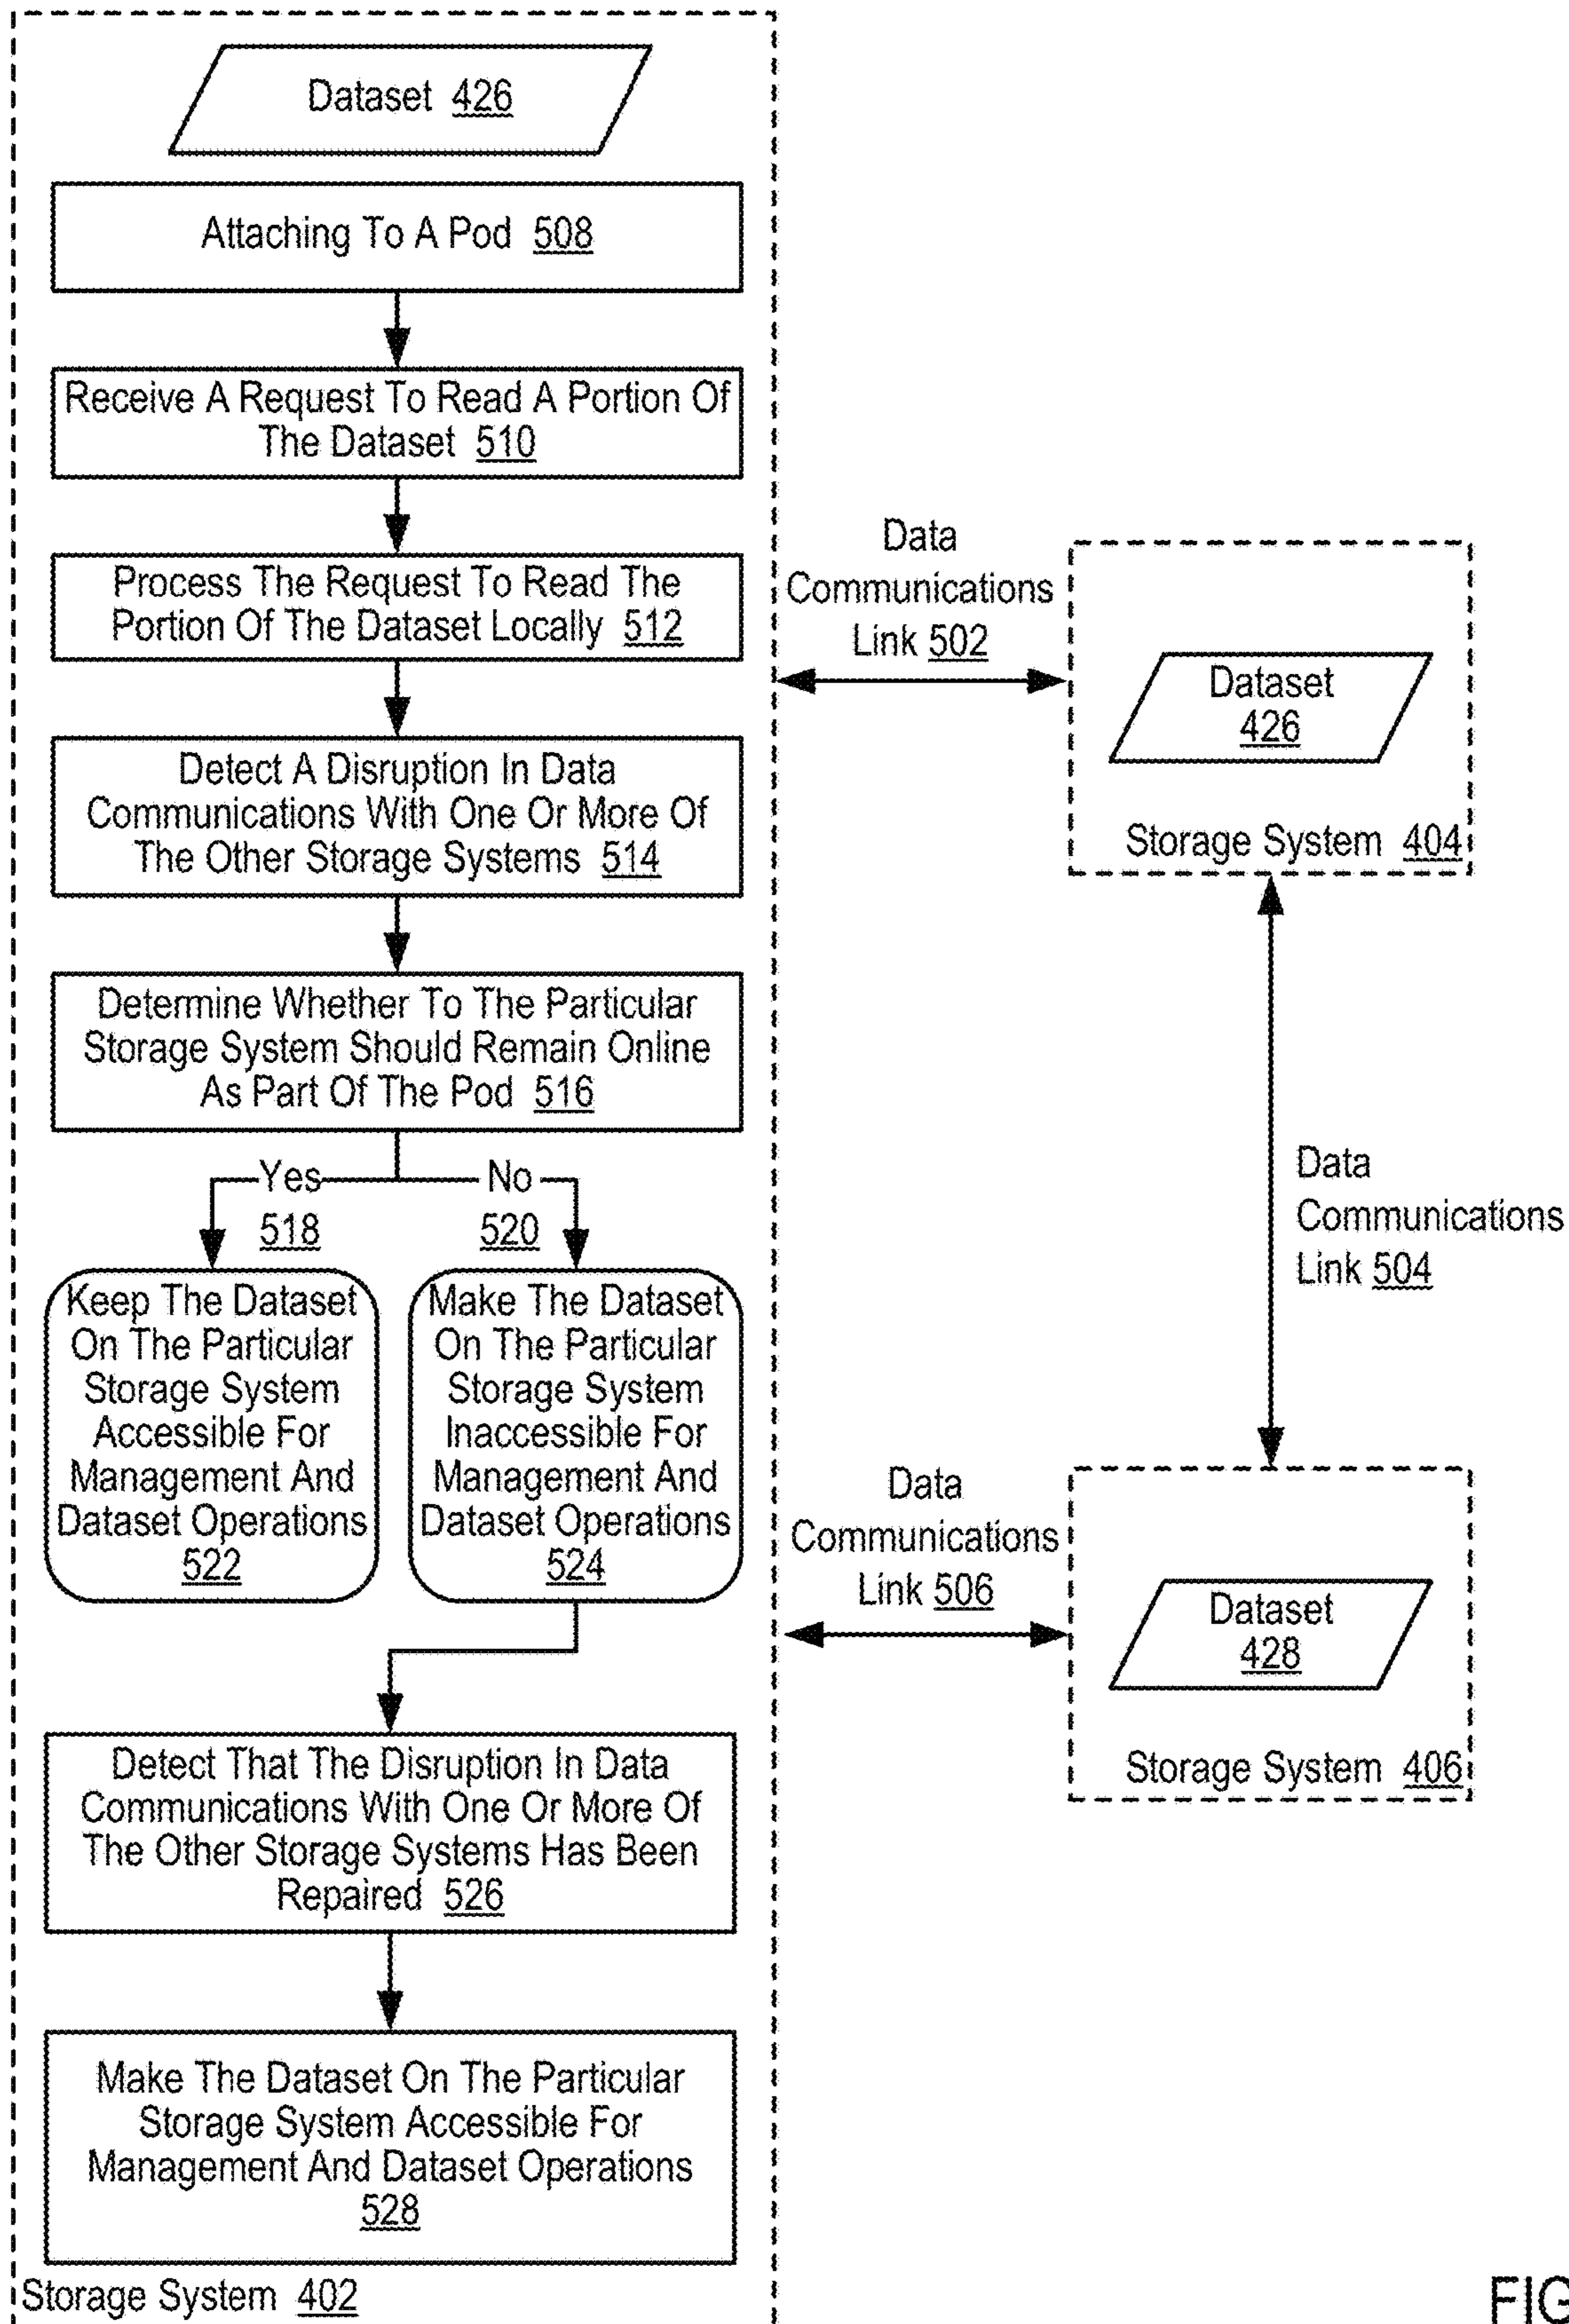 Dataset 426
Attaching To A Pod 508
Receive A Request To Read A Portion Of
The Dataset 510
Process The Request To Read The
Portion Of The Dataset Locally 512
Detect A Disruption In Data
Communications With One Or More Of
The Other Storage Systems 514
Determine Whether To The Particular
Storage System Should Remain Online
As Part Of The Pod 516
Yes
518
No
520
Keep The Dataset
On The Particular
Storage System
Accessible For
Management And
Dataset Operations
522
Make The Dataset
On The Particular
Storage System
Inaccessible For
Management And
Dataset Operations
524
Detect That The Disruption In Data
Communications With One Or More Of
The Other Storage Systems Has Been
Repaired 526
Make The Dataset On The Particular
Storage System Accessible For
Management And Dataset Operations
528
Storage System 402
Data
Communications
Link 502
Dataset
426
Storage System 404
Data
Communications
Link 504
Data
Communications
Link 506
Dataset
428
Storage System 406
FIG